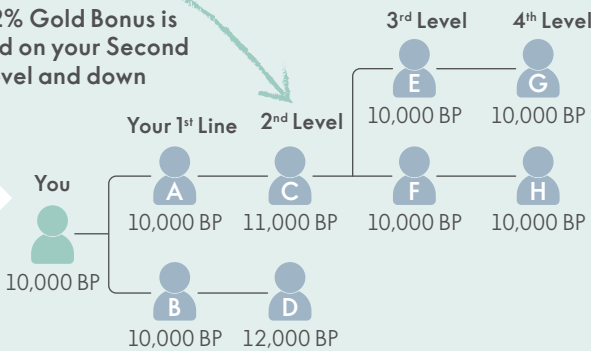 2% Gold Bonus is
d on your Second
evel and down
3rd Level
4th Level
E
G
10,000 BP
10,000 BP
Your 1st Line
2nd Level
You
A
C
F
H
10,000 BP
11,000 BP
10,000 BP
10,000 BP
10,000 BP
B
D
10,000 BP
12,000 BP